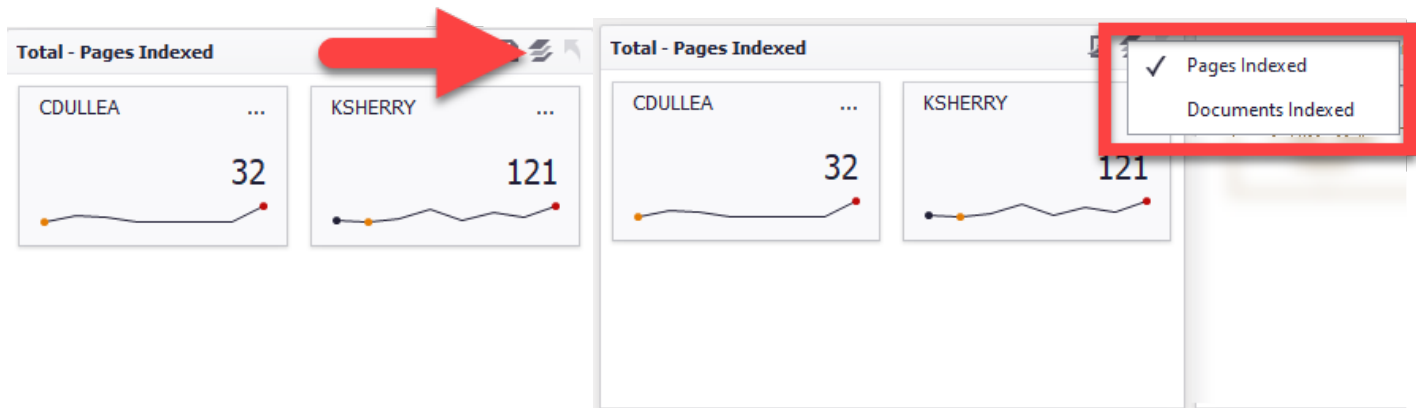 Total - Pages Indexed
CDULLEA ...
32
KSHERRY ...
121
Total - Pages Indexed
CDULLEA ...
32
KSHERRY
121
✓ Pages Indexed
Documents Indexed